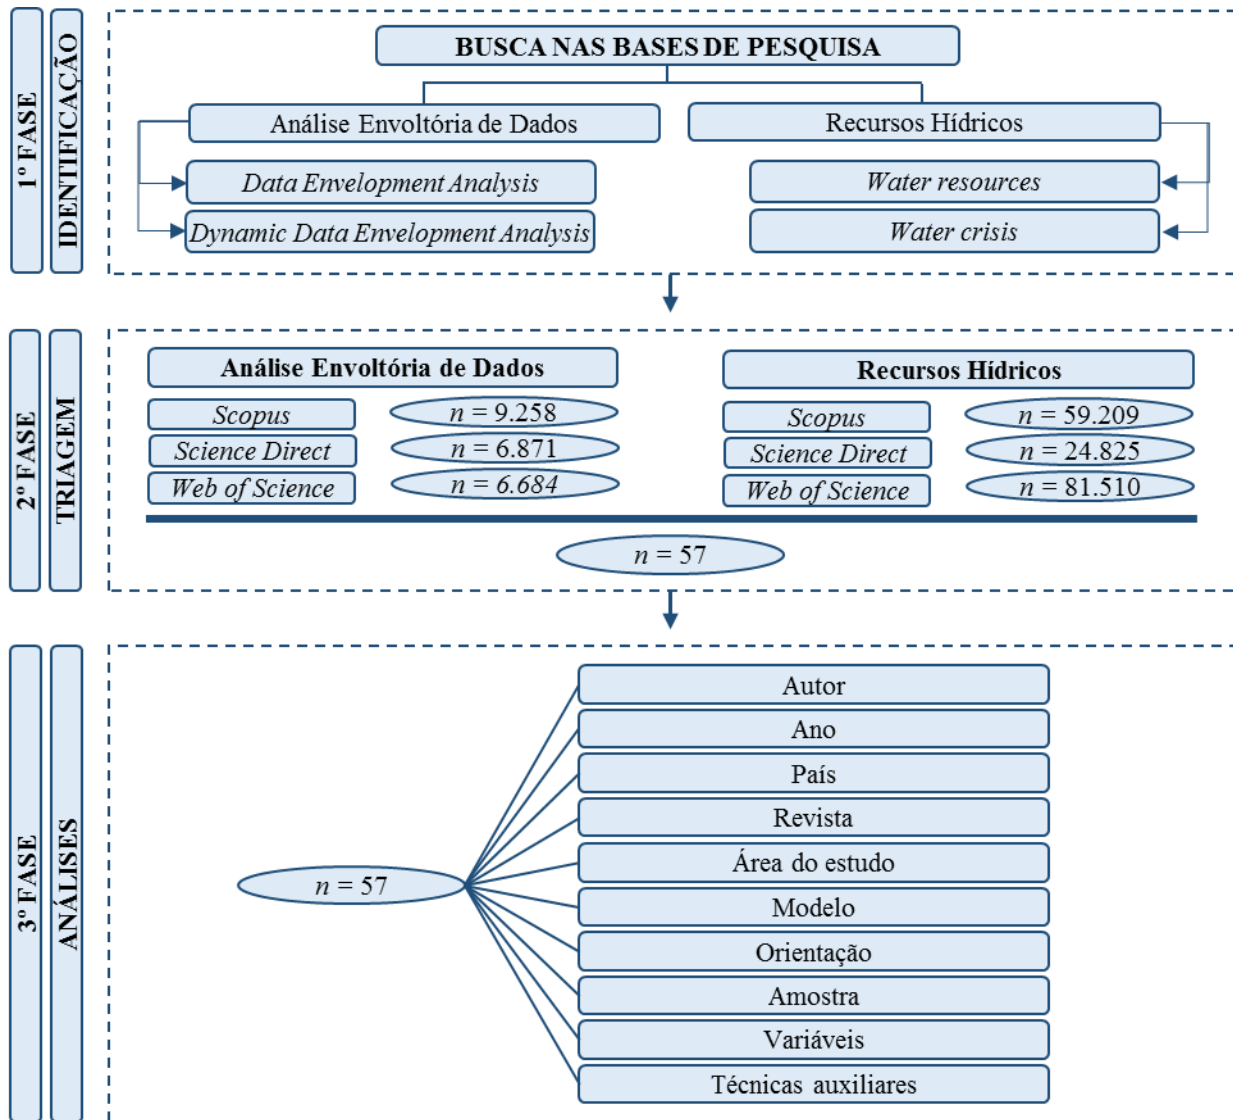 1º FASE
IDENTIFICAÇÃO
BUSCA NAS BASES DE PESQUISA
Análise Envoltória de Dados
Recursos Hídricos
Data Envelopment Analysis
Water resources
Dynamic Data Envelopment Analysis
Water crisis
2º FASE
TRIAGEM
Análise Envoltória de Dados
Scopus
n = 9.258
Science Direct
n = 6.871
Web of Science
n = 6.684
Recursos Hídricos
Scopus
n = 59.209
Science Direct
n = 24.825
Web of Science
n = 81.510
n = 57
3º FASE
ANÁLISES
n = 57
Autor
Ano
País
Revista
Área do estudo
Modelo
Orientação
Amostra
Variáveis
Técnicas auxiliares